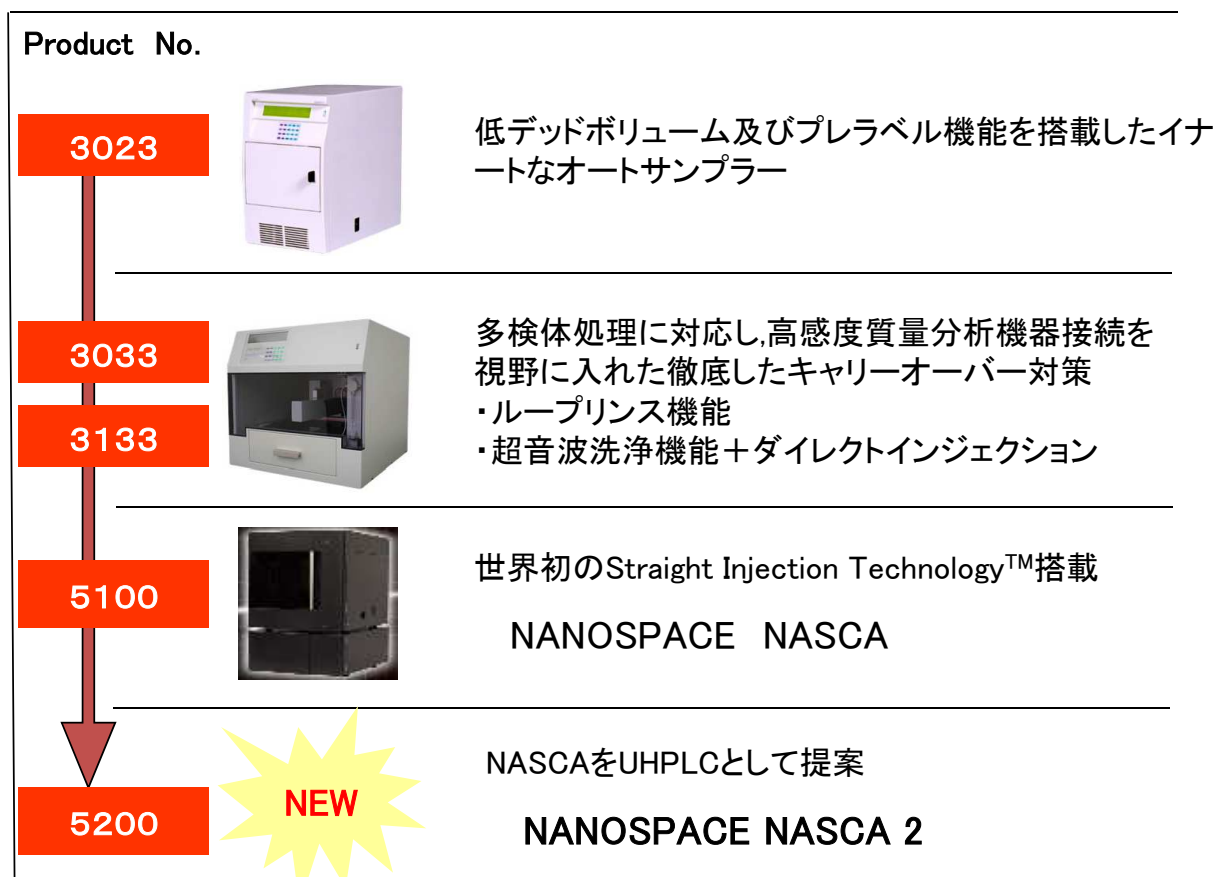 Product No.
3023
低デッドボリューム及びプレラベル機能を搭載したイナ
ートなオートサンプラー
3033
3133
多検体処理に対応し,高感度質量分析機器接続を
視野に入れた徹底したキャリーオーバー対策
・ループリンス機能
・超音波洗浄機能＋ダイレクトインジェクション
5100
世界初のStraight Injection Technology™搭載
NANOSPACE NASCA
5200
NEW
NASCAをUHPLCとして提案
NANOSPACE NASCA 2